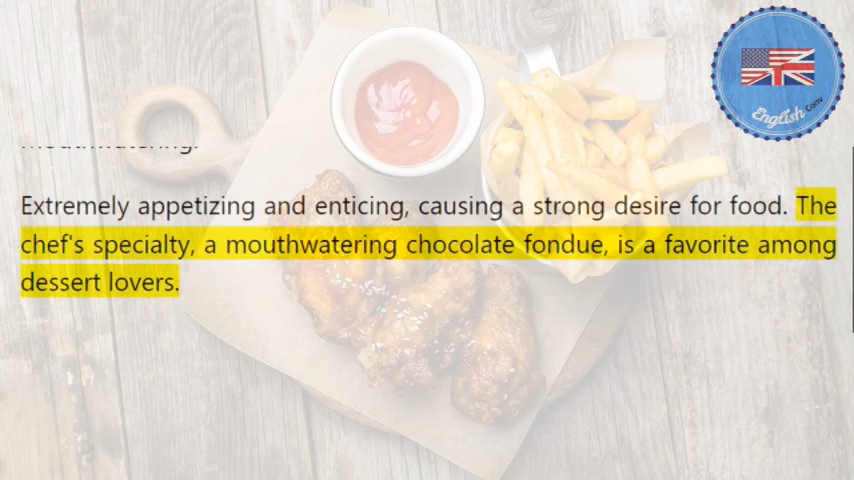 Extremely appetizing and enticing, causing a strong desire for food. The
chef's specialty, a mouthwatering chocolate fondue, is a favorite among
dessert lovers.
English Conv